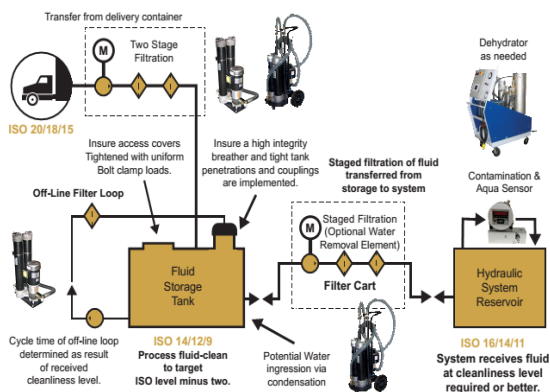 Transfer from delivery container
M
Two Stage
Filtration
ISO 20/18/15
Dehydrator
as needed
Insure access covers
Tightened with uniform
Bolt clamp loads.
Insure a high integrity
breather and tight tank
penetrations and couplings
are implemented.
Staged filtration of fluid
transferred from
storage to system
Contamination &
Aqua Sensor
Off-Line Filter Loop
M
Staged Filtration
(Optional Water
Removal Element)
Filter Cart
Fluid
Storage
Tank
Hydraulic
System
Reservoir
Cycle time of off-line loop
determined as result
of received
cleanliness level.
ISO 14/12/9
Process fluid-clean
to target
ISO level minus two.
Potential Water
ingression via
condensation
ISO 16/14/11
System receives fluid
at cleanliness level
required or better.